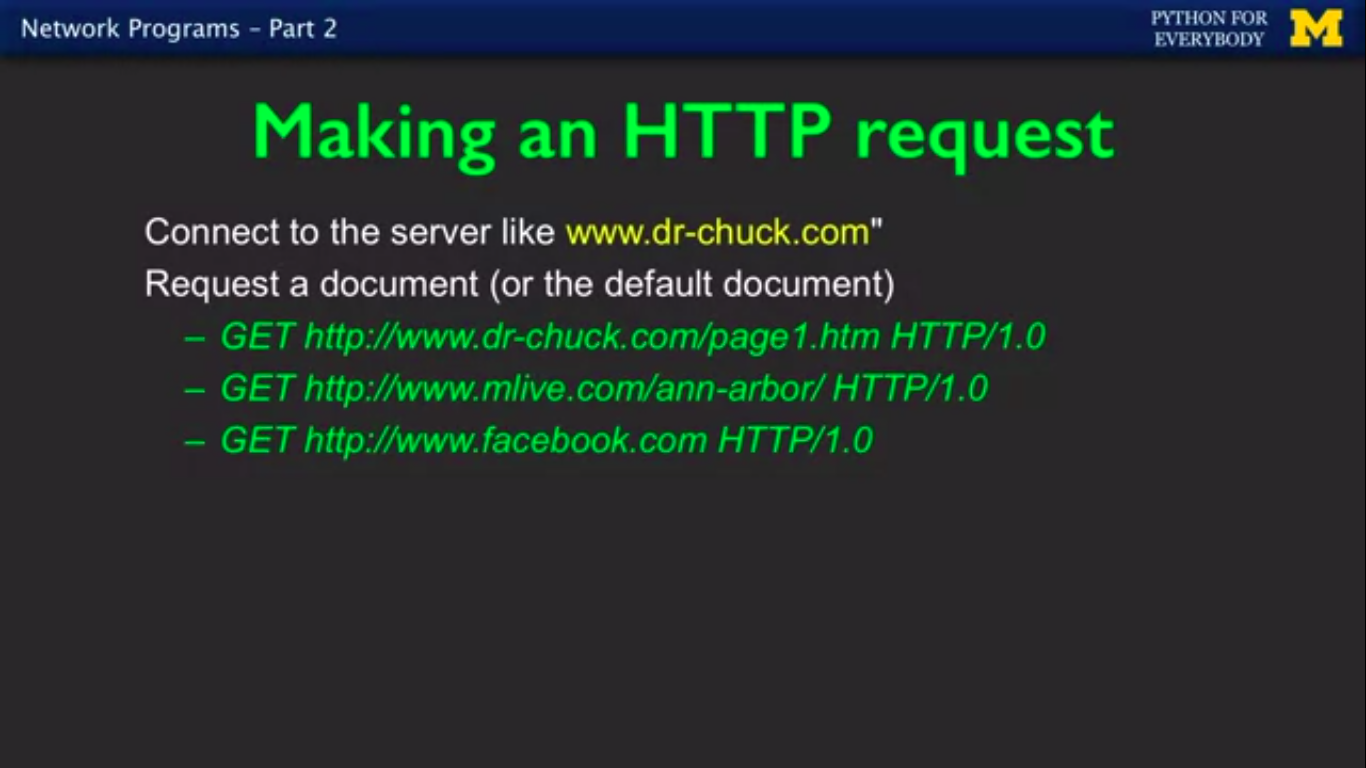 Network Programs – Part 2
PYTHON FOR
EVERYBODY
M
Making an HTTP request
Connect to the server like www.dr-chuck.com"
Request a document (or the default document)
– GET http://www.dr-chuck.com/page1.htm HTTP/1.0
– GET http://www.mlive.com/ann-arbor/ HTTP/1.0
– GET http://www.facebook.com HTTP/1.0